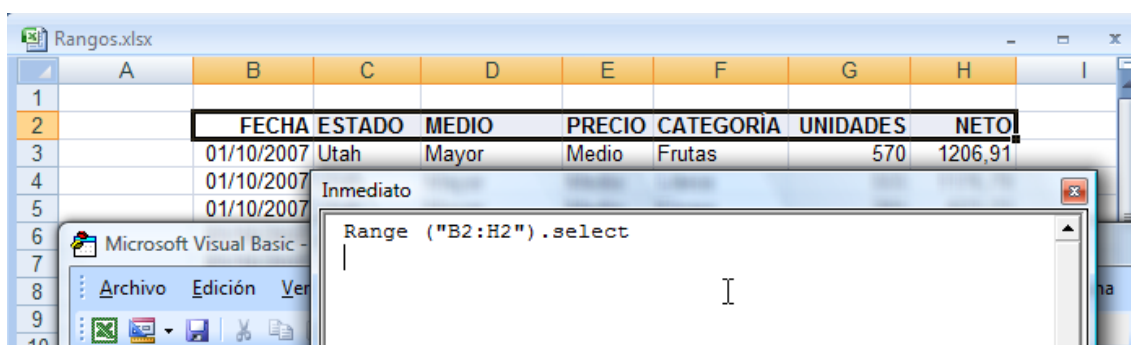 Rangos.xlsx
A B C D E F G H I
1
2 FECHA ESTADO MEDIO PRECIO CATEGORÌA UNIDADES NETO
3 01/10/2007 Utah Mayor Medio Frutas 570 1206,91
4 01/10/2007
5 01/10/2007
Inmediato
Range ("B2:H2").select
6
Microsoft Visual Basic -
7
8
Archivo Edición Ver
9
10